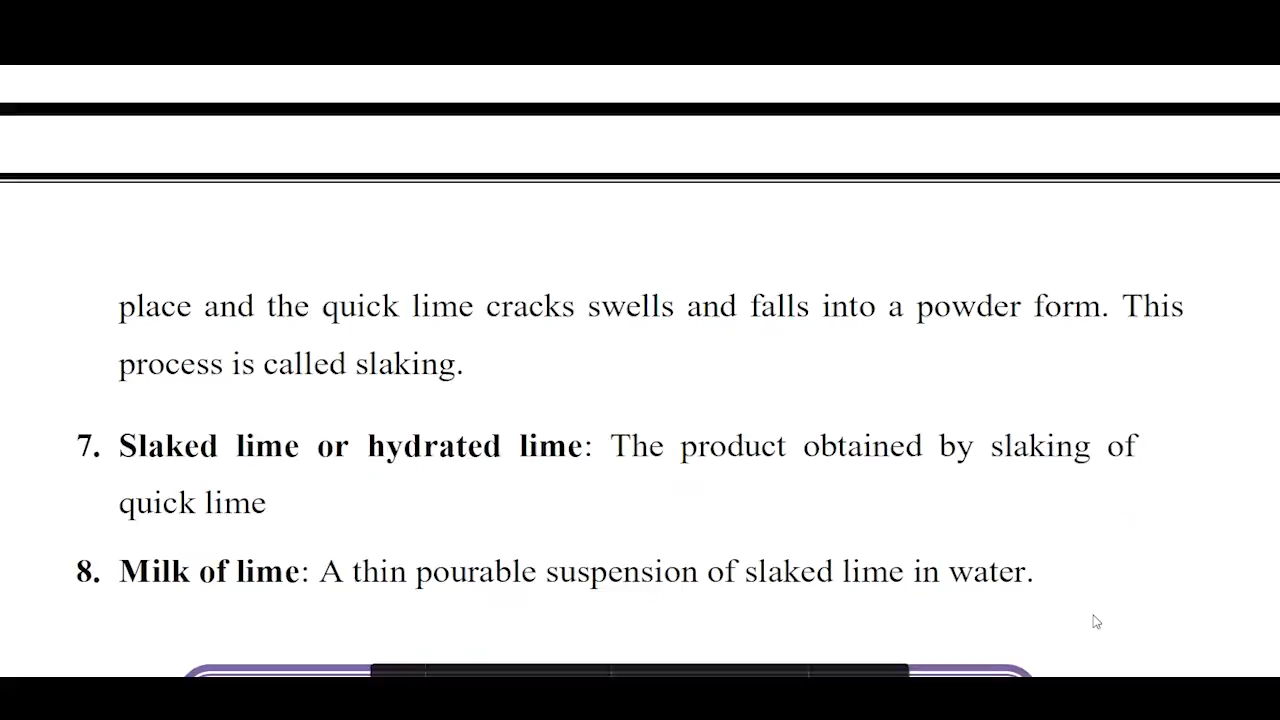 place and the quick lime cracks swells and falls into a powder form. This
process is called slaking.
7. Slaked lime or hydrated lime: The product obtained by slaking of
quick lime
8. Milk of lime: A thin pourable suspension of slaked lime in water.